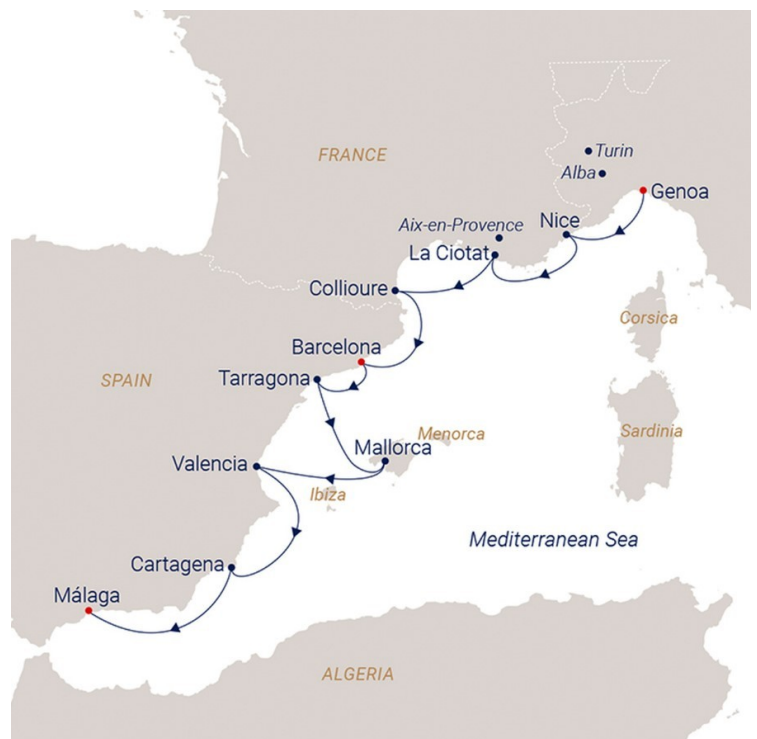 FRANCE
Turin
Alba
Genoa
Aix-en-Provence
Nice
La Ciotat
Collioure
Corsica
Barcelona
SPAIN
Tarragona
Menorca
Sardinia
Mallorca
Valencia
Ibiza
Mediterranean Sea
Cartagena
Málaga
ALGERIA